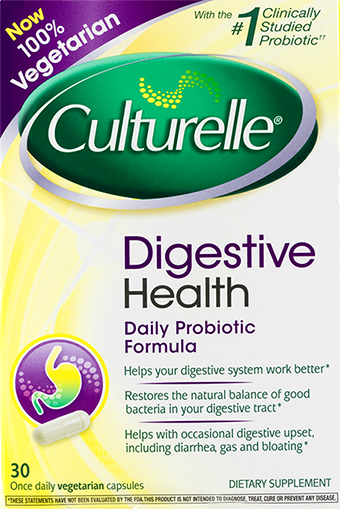 Now
100%
Vegetarian
With the #1 Clinically
Studied
Probiotic††
Culturelle®
Digestive
Health
Daily Probiotic
Formula
Helps your digestive system work better*
Restores the natural balance of good
bacteria in your digestive tract*
Helps with occasional digestive upset,
including diarrhea, gas and bloating*
30
Once daily vegetarian capsules
DIETARY SUPPLEMENT
*THESE STATEMENTS HAVE NOT BEEN EVALUATED BY THE FDA. THIS PRODUCT IS NOT INTENDED TO DIAGNOSE, TREAT, CURE OR PREVENT ANY DISEASE.